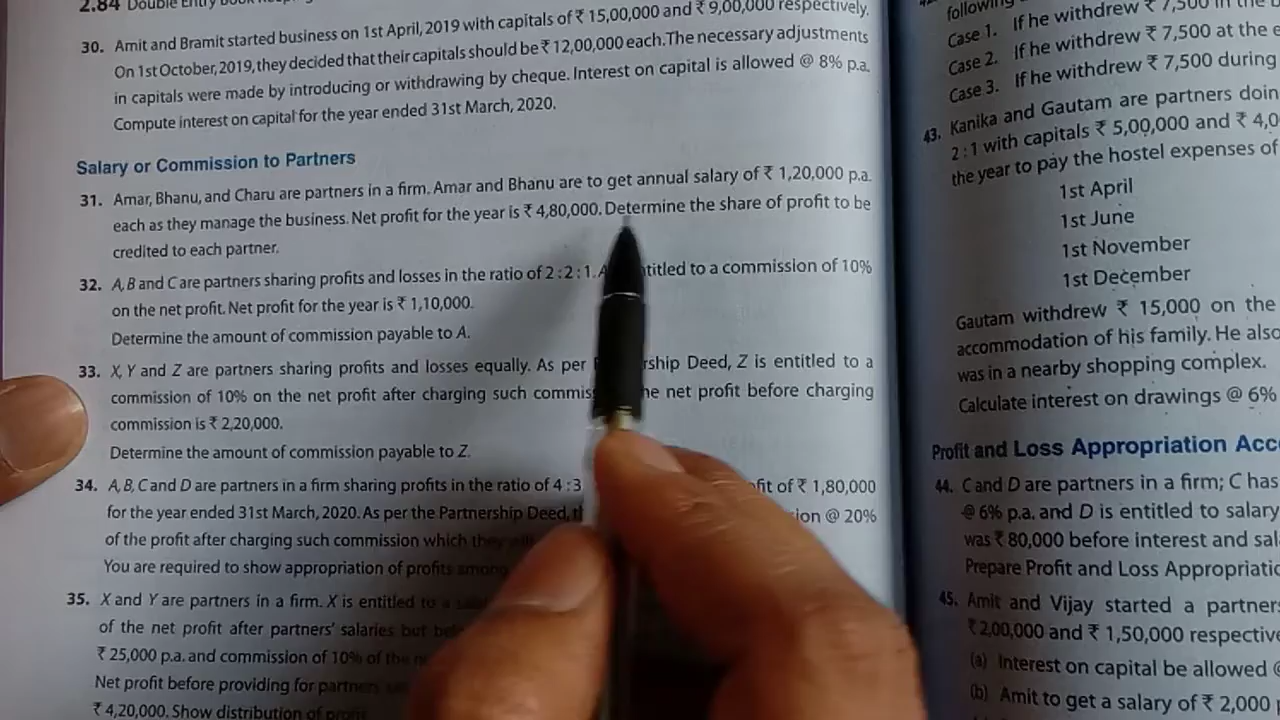 2.84 Double Entry Book
30. Amit and Bramit started business on 1st April, 2019 with capitals of ₹ 15,00,000 and ₹ 9,00,000 respectively.
On 1st October, 2019, they decided that their capitals should be ₹ 12,00,000 each. The necessary adjustments
in capitals were made by introducing or withdrawing by cheque. Interest on capital is allowed @ 8% p.a.
Compute interest on capital for the year ended 31st March, 2020.
Salary or Commission to Partners
31. Amar, Bhanu, and Charu are partners in a firm. Amar and Bhanu are to get annual salary of ₹ 1,20,000 p.a.
each as they manage the business. Net profit for the year is ₹ 4,80,000. Determine the share of profit to be
credited to each partner.
32. A, B and C are partners sharing profits and losses in the ratio of 2 : 2 : 1. to a commission of 10%
on the net profit. Net profit for the year is ₹ 1,10,000.
Determine the amount of commission payable to A.
33. X, Y and Z are partners sharing profits and losses equally. As per Deed, Z is entitled to a
commission of 10% on the net profit after charging such net profit before charging
commission is ₹ 2,20,000.
Determine the amount of commission payable to Z.
34. A, B, C and D are partners in a firm sharing profits in the ratio of 4 : 3 of ₹ 1,80,000
for the year ended 31st March, 2020. As per the Partnership Deed, @ 20%
of the profit after charging such commission which they
You are required to show appropriation of profits among
35. X and Y are partners in a firm. X is entitled to a
of the net profit after partners' salaries but
₹ 25,000 p.a. and commission of 10% of the
Net profit before providing for partners'
₹ 4,20,000. Show distribution of profit
following
Case 1. If he withdrew ₹ 7,500 in the
Case 2. If he withdrew ₹ 7,500 at the
Case 3. If he withdrew ₹ 7,500 during
43. Kanika and Gautam are partners
2 : 1 with capitals ₹ 5,00,000 and ₹
the year to pay the hostel expenses of
1st April
1st June
1st November
1st December
Gautam withdrew ₹ 15,000 on the
accommodation of his family. He
was in a nearby shopping complex.
Calculate interest on drawings @ 6%
Profit and Loss Appropriation
44. C and D are partners in a firm; C has
@ 6% p.a. and D is entitled to salary
was ₹ 80,000 before interest and
Prepare Profit and Loss
45. Amit and Vijay started a
₹ 2,00,000 and ₹ 1,50,000
(a) Interest on capital be allowed
(b) Amit to get a salary of ₹ 2,000